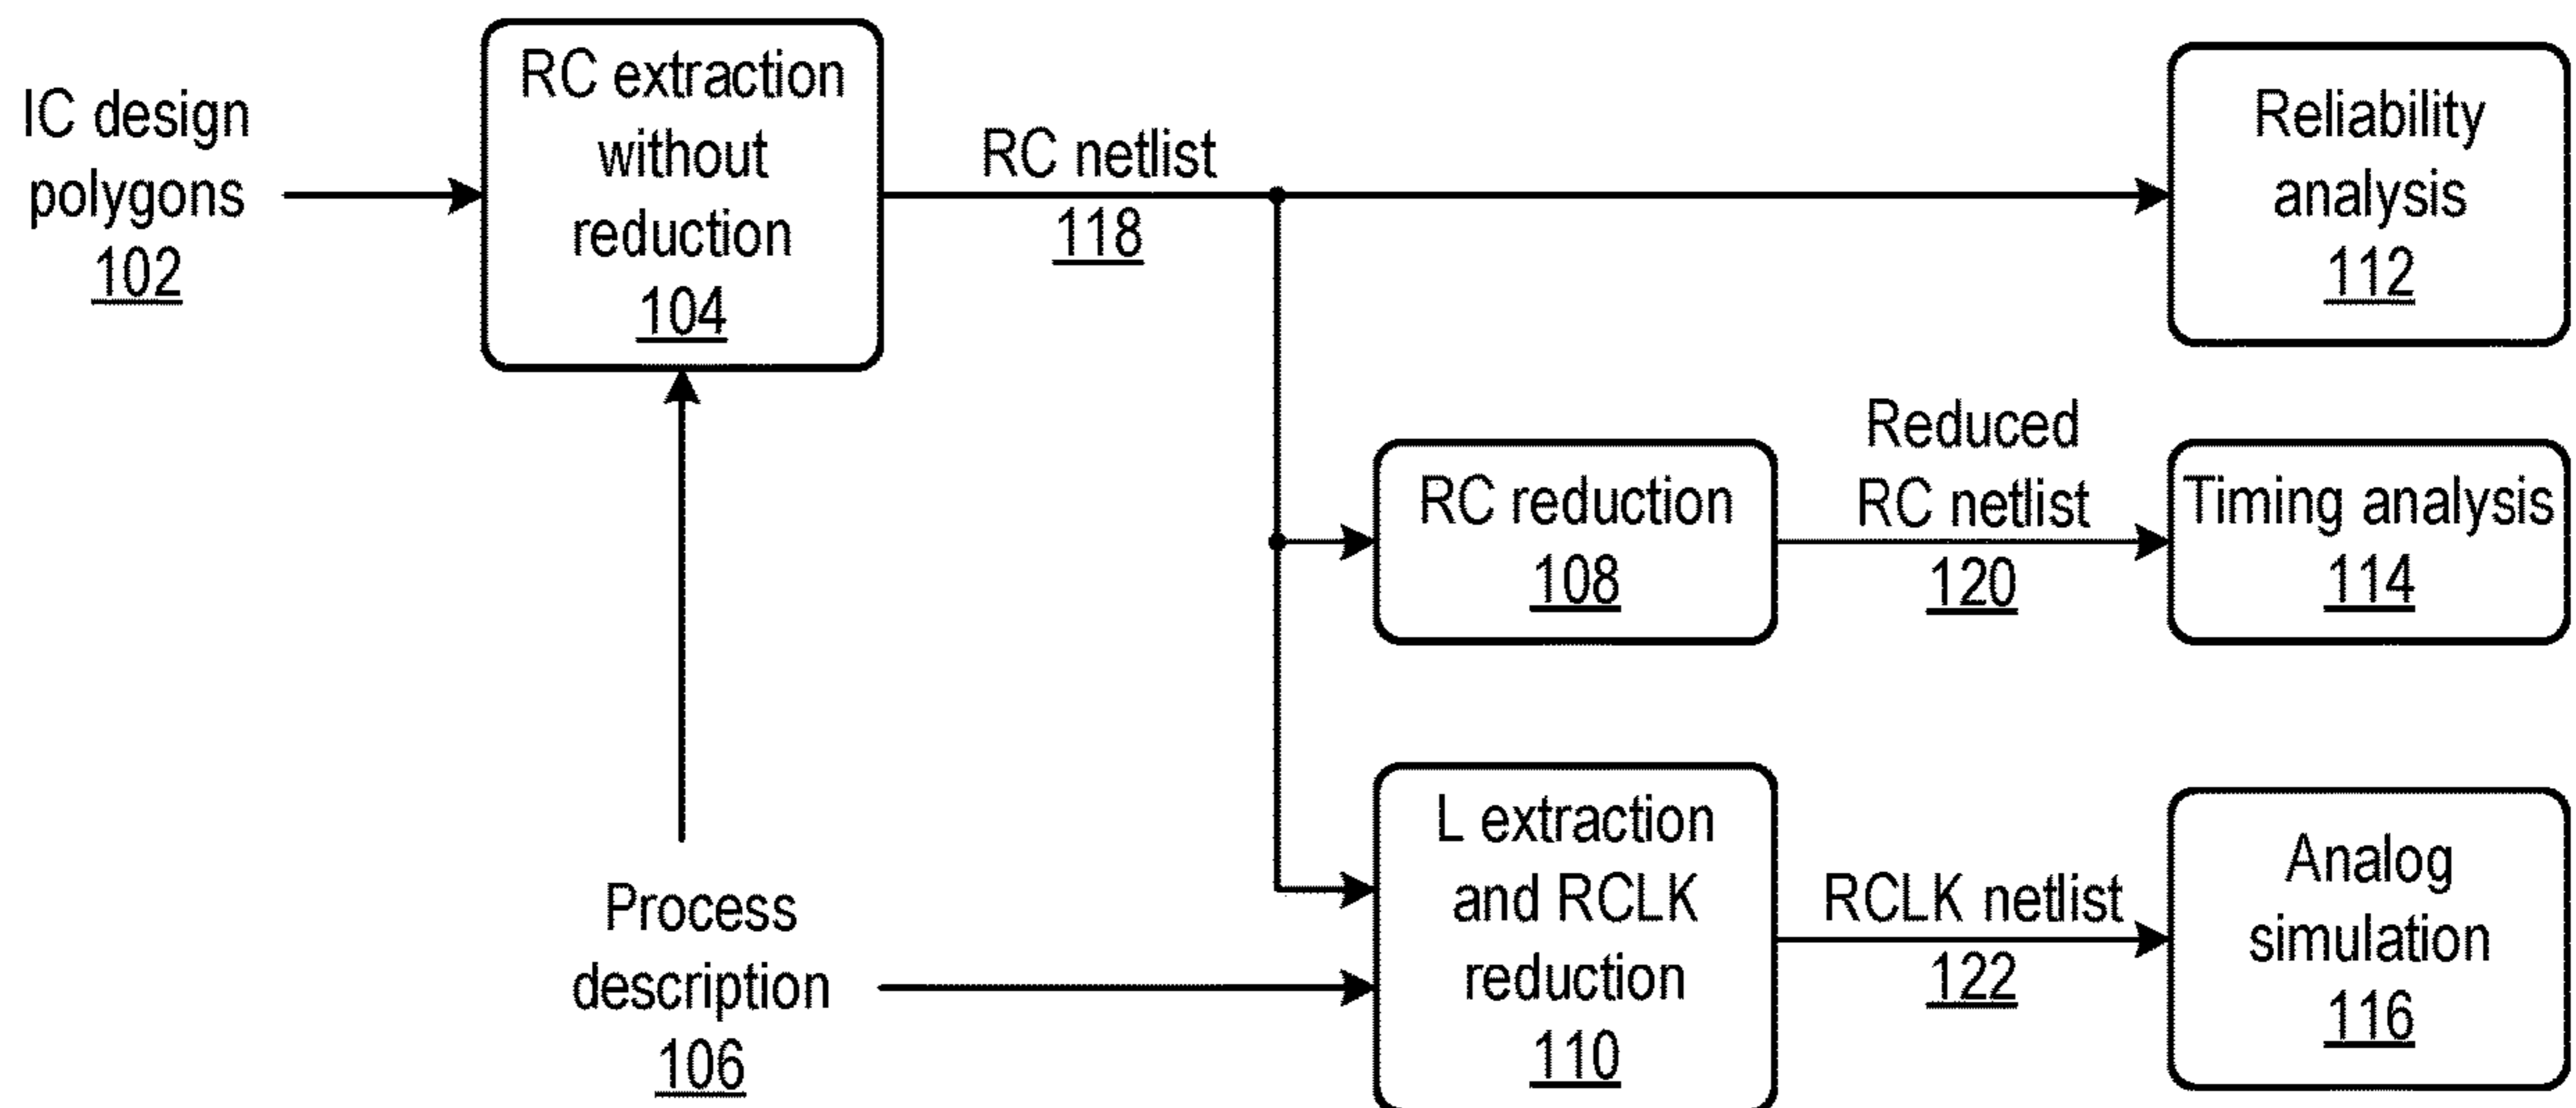 IC design
polygons
102
RC extraction
without
reduction
104
RC netlist
118
Reliability
analysis
112
RC reduction
108
Reduced
RC netlist
120
Timing analysis
114
Process
description
106
L extraction
and RCLK
reduction
110
RCLK netlist
122
Analog
simulation
116